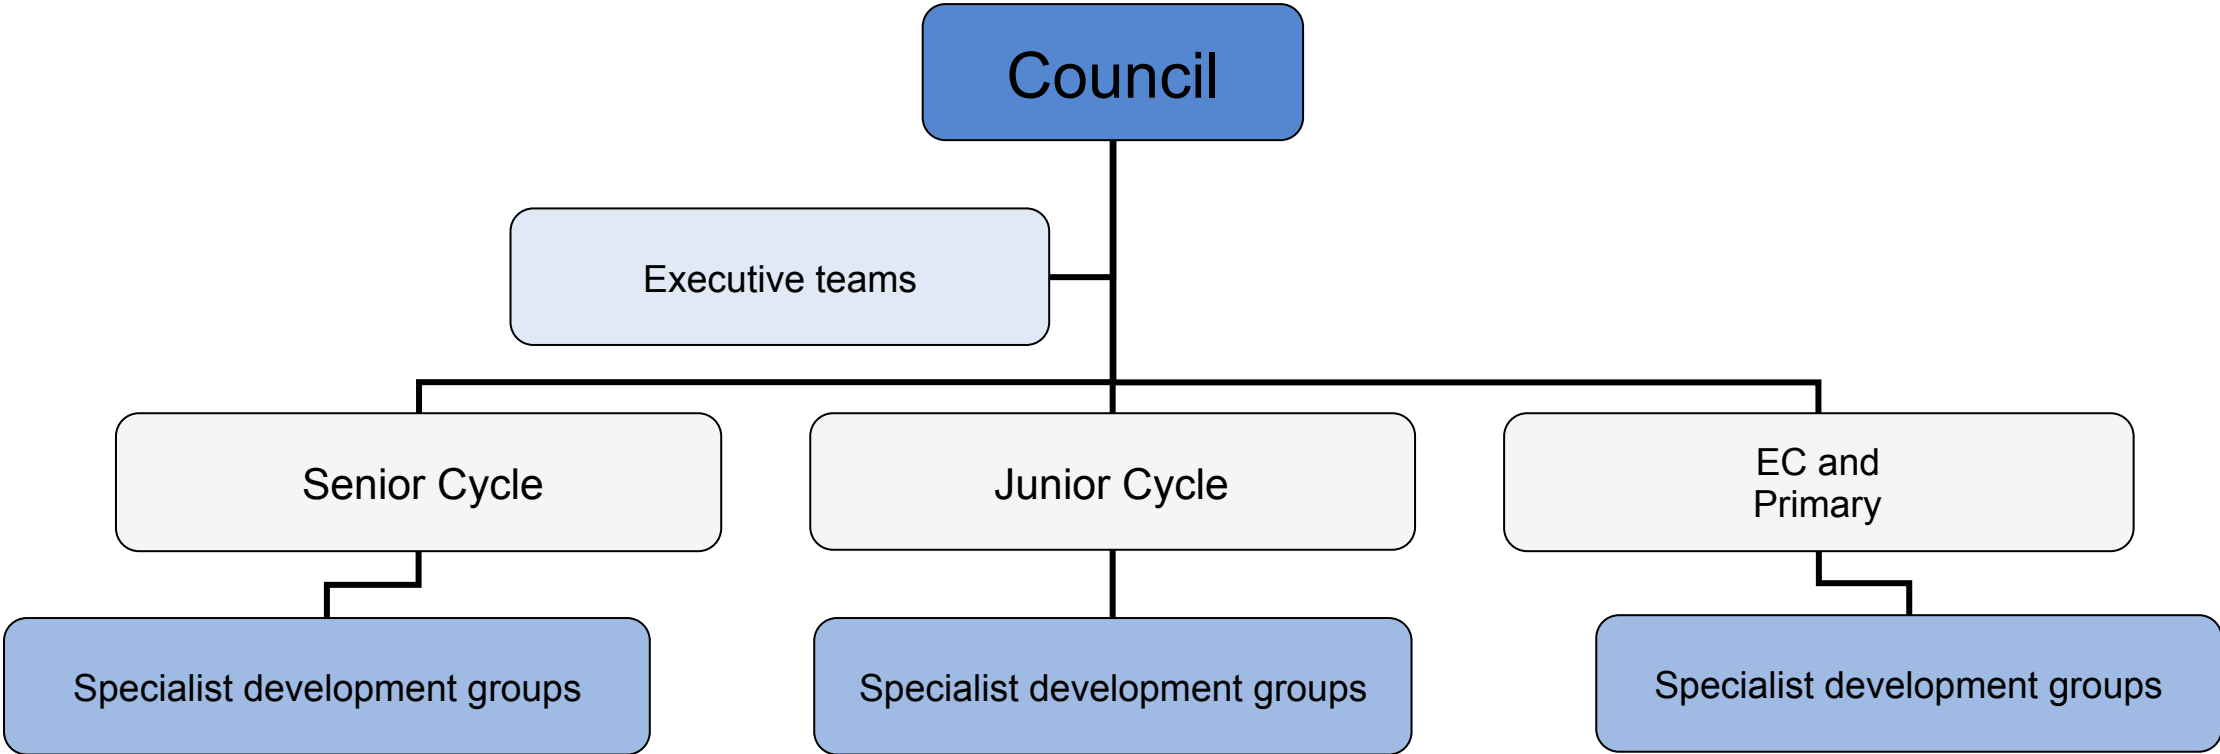 Council
Executive teams
Senior Cycle
Junior Cycle
EC and
Primary
Specialist development groups
Specialist development groups
Specialist development groups